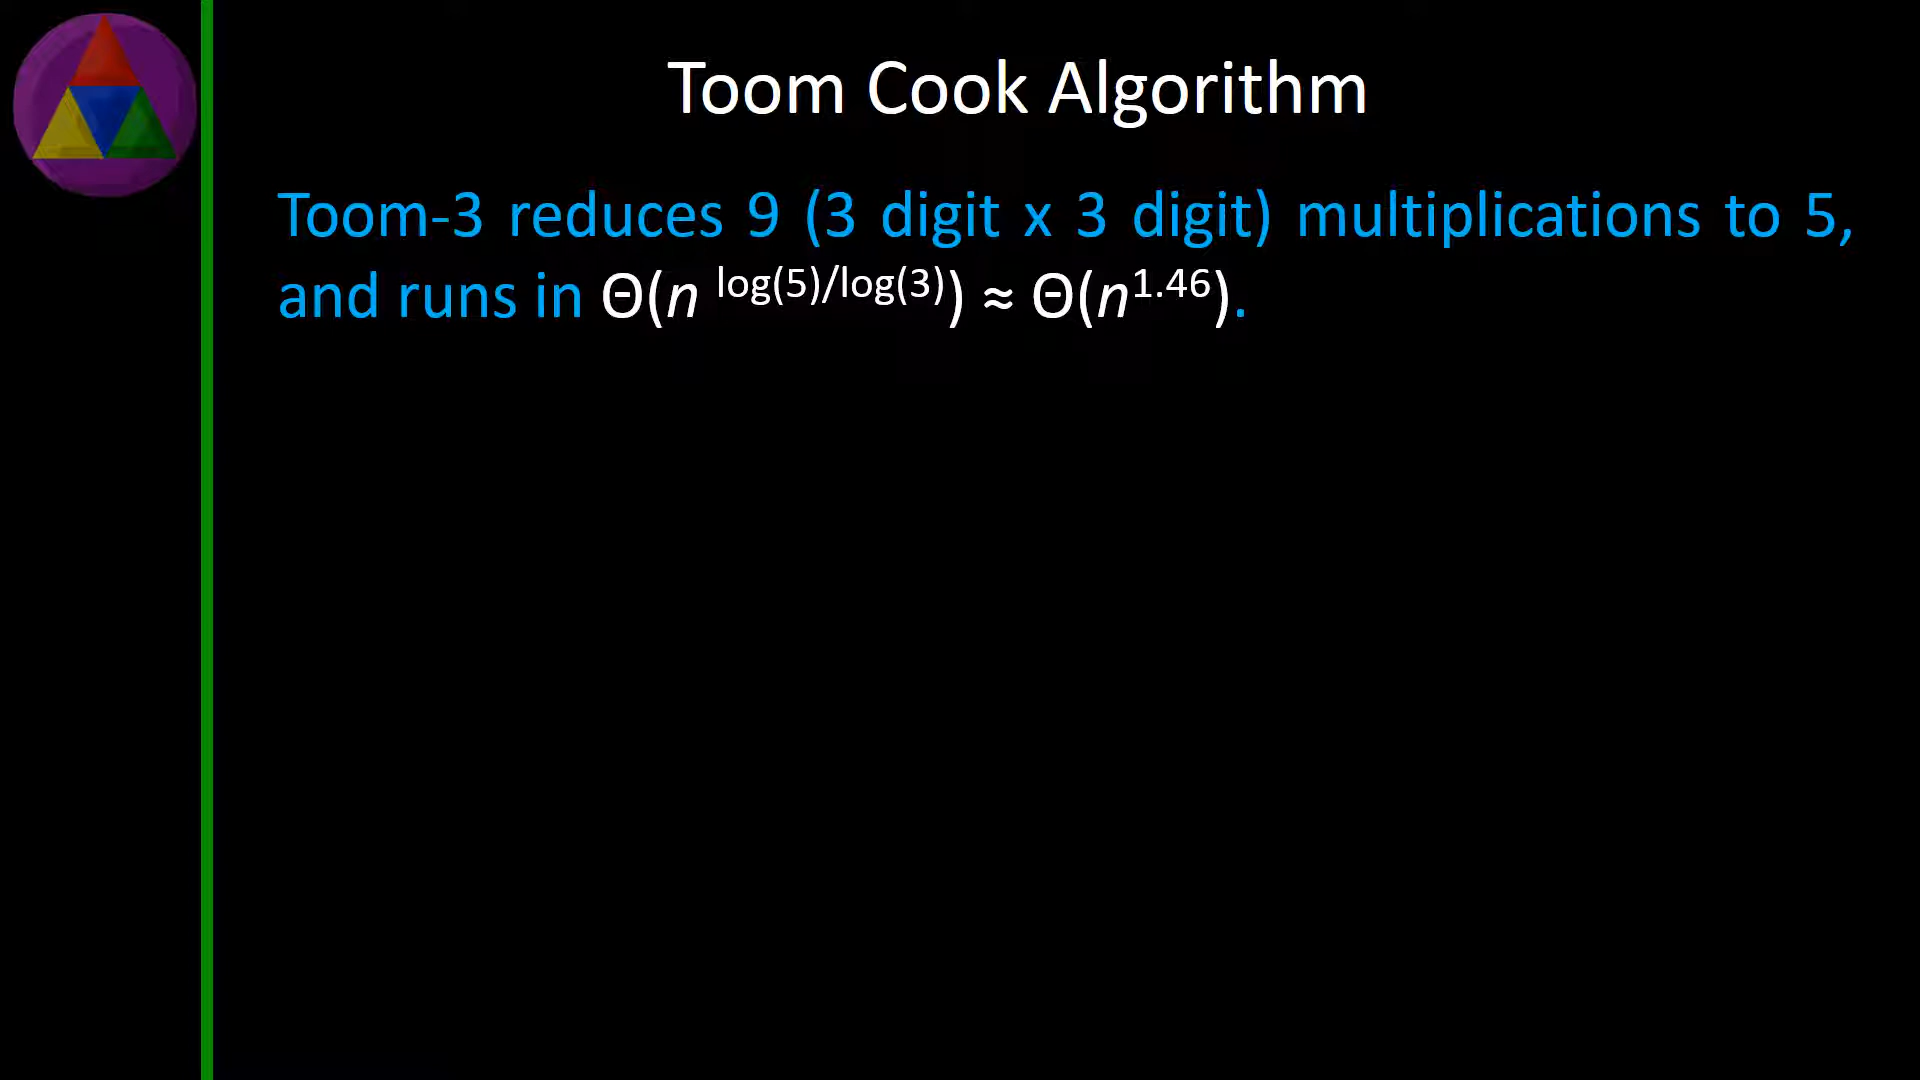 Toom Cook Algorithm
Toom-3 reduces 9 (3 digit x 3 digit) multiplications to 5,
and runs in Θ(n log(5)/log(3)) ≈ Θ(n1.46).